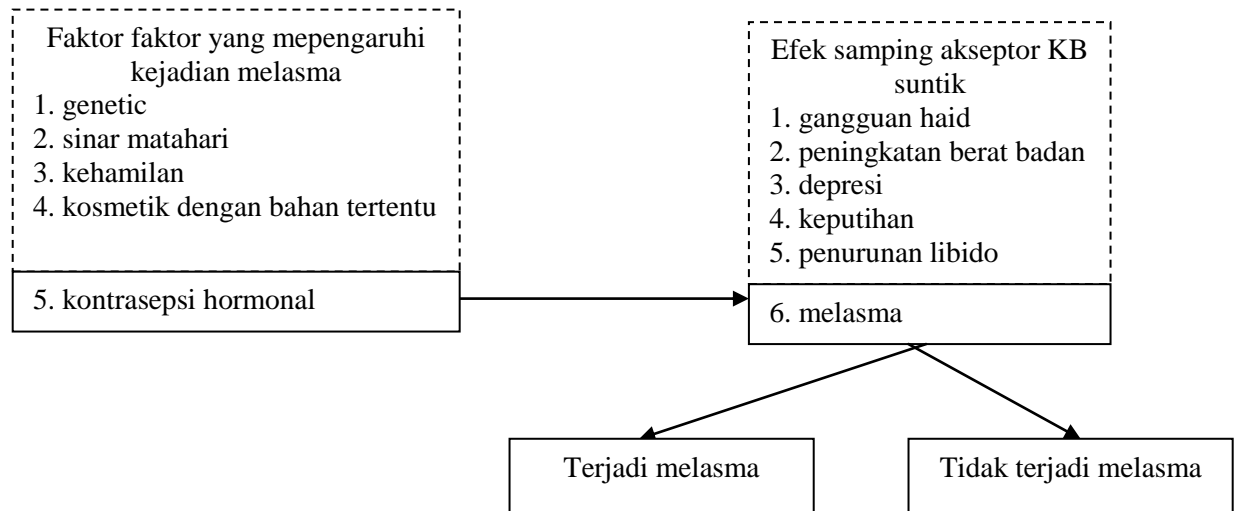 Faktor faktor yang mepengaruhi
kejadian melasma
1. genetic
2. sinar matahari
3. kehamilan
4. kosmetik dengan bahan tertentu
5. kontrasepsi hormonal
Efek samping akseptor KB
suntik
1. gangguan haid
2. peningkatan berat badan
3. depresi
4. keputihan
5. penurunan libido
6. melasma
Terjadi melasma
Tidak terjadi melasma